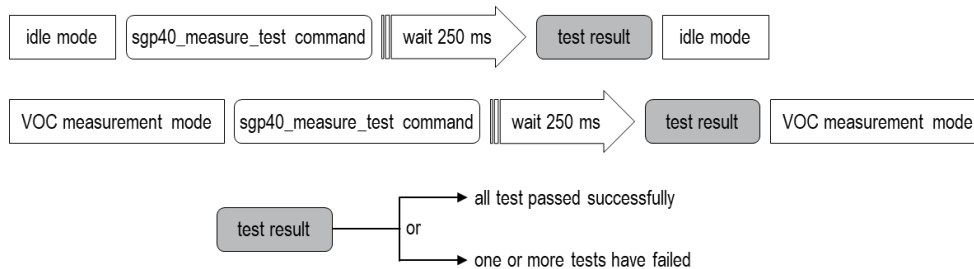 idle mode sgp40_measure_test command wait 250 ms test result idle mode
VOC measurement mode sgp40_measure_test command wait 250 ms test result VOC measurement mode
all test passed successfully
test result or
one or more tests have failed